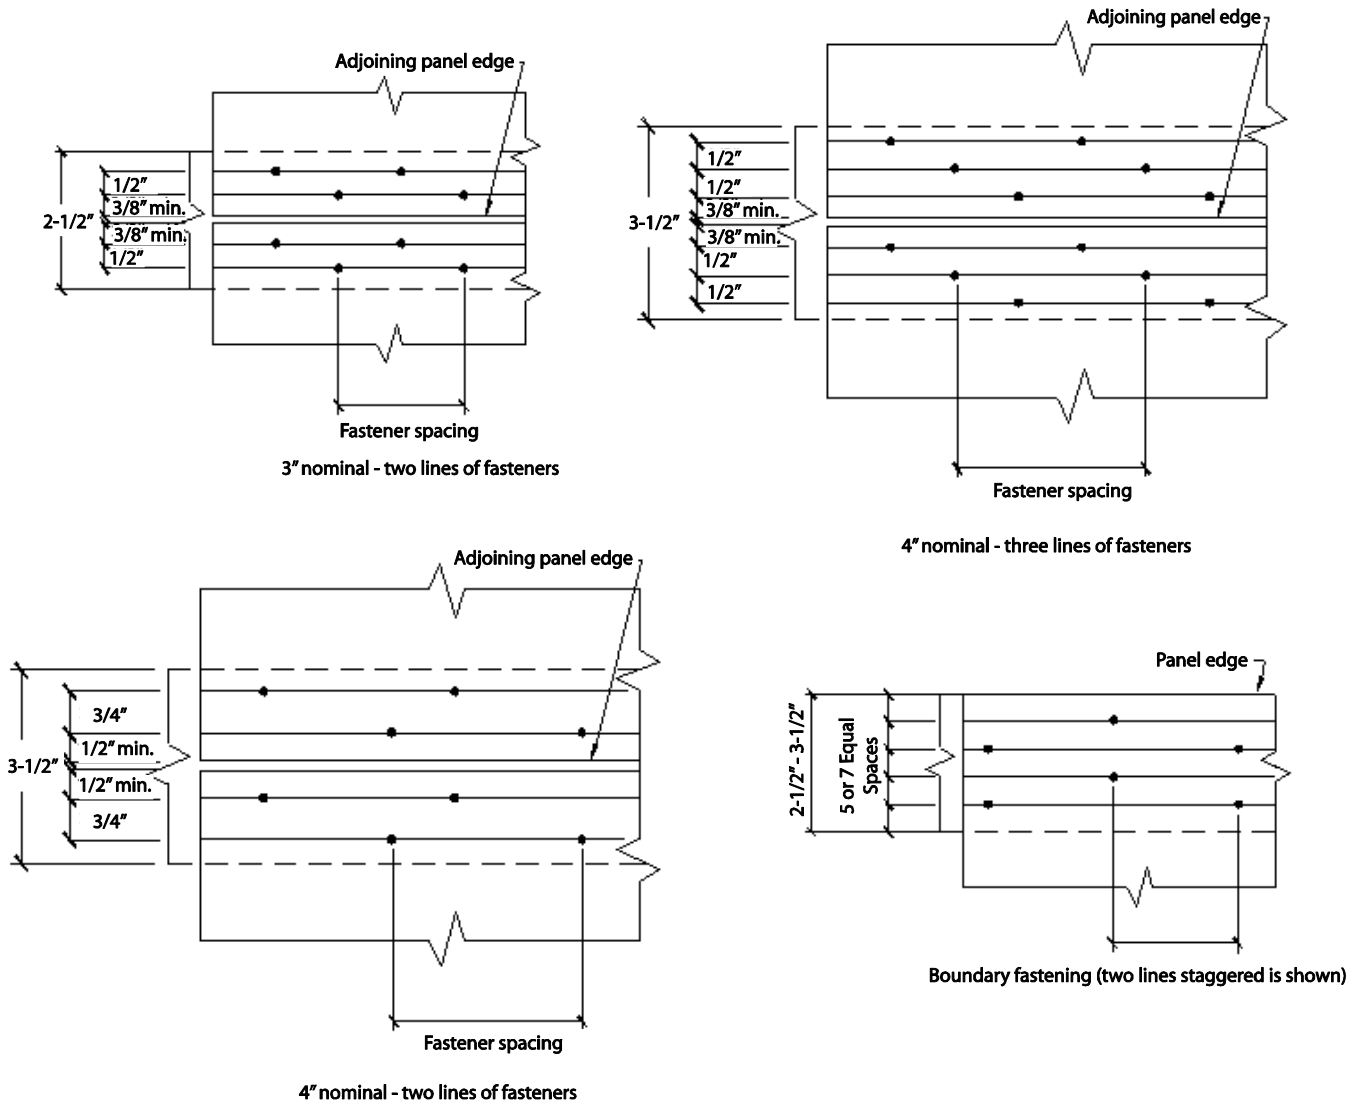 Adjoining panel edge
1/2”
3/8” min.
2-1/2”
3/8” min.
1/2”
Fastener spacing
3” nominal - two lines of fasteners
Adjoining panel edge
1/2”
1/2”
3/8” min.
3-1/2”
3/8” min.
1/2”
1/2”
Fastener spacing
4” nominal - three lines of fasteners
Adjoining panel edge
3/4”
1/2” min.
3-1/2”
1/2” min.
3/4”
Fastener spacing
4” nominal - two lines of fasteners
Panel edge
2-1/2” - 3-1/2”
5 or 7 Equal
Spaces
Boundary fastening (two lines staggered is shown)